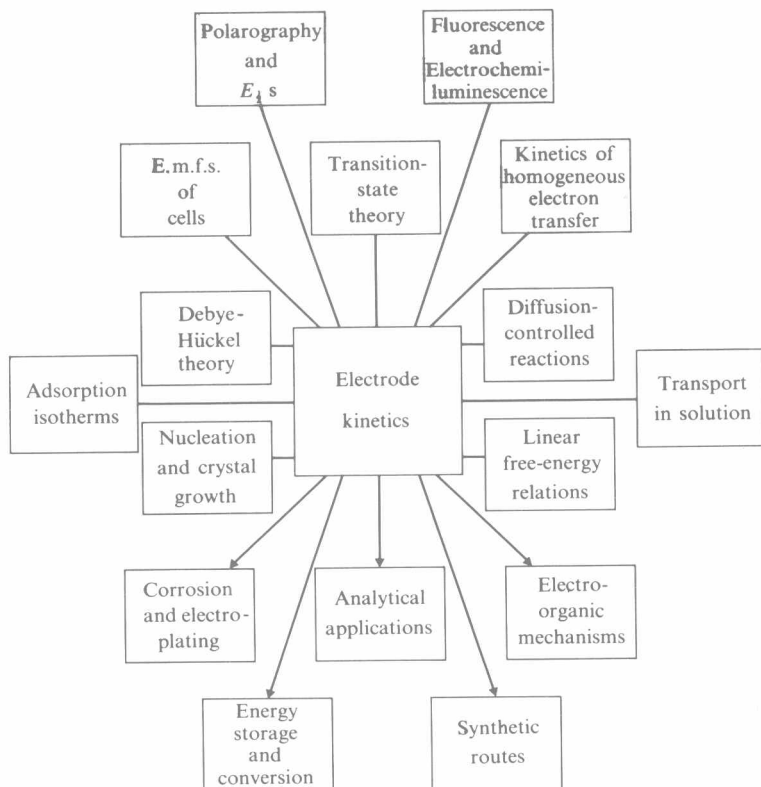 Polarography
and
E½ s
Fluorescence
and
Electrochemi-
luminescence
E.m.f.s.
of
cells
Transition-
state
theory
Kinetics of
homogeneous
electron
transfer
Debye-
Hückel
theory
Diffusion-
controlled
reactions
Adsorption
isotherms
Electrode
kinetics
Transport
in solution
Nucleation
and crystal
growth
Linear
free-energy
relations
Corrosion
and electro-
plating
Analytical
applications
Electro-
organic
mechanisms
Energy
storage
and
conversion
Synthetic
routes